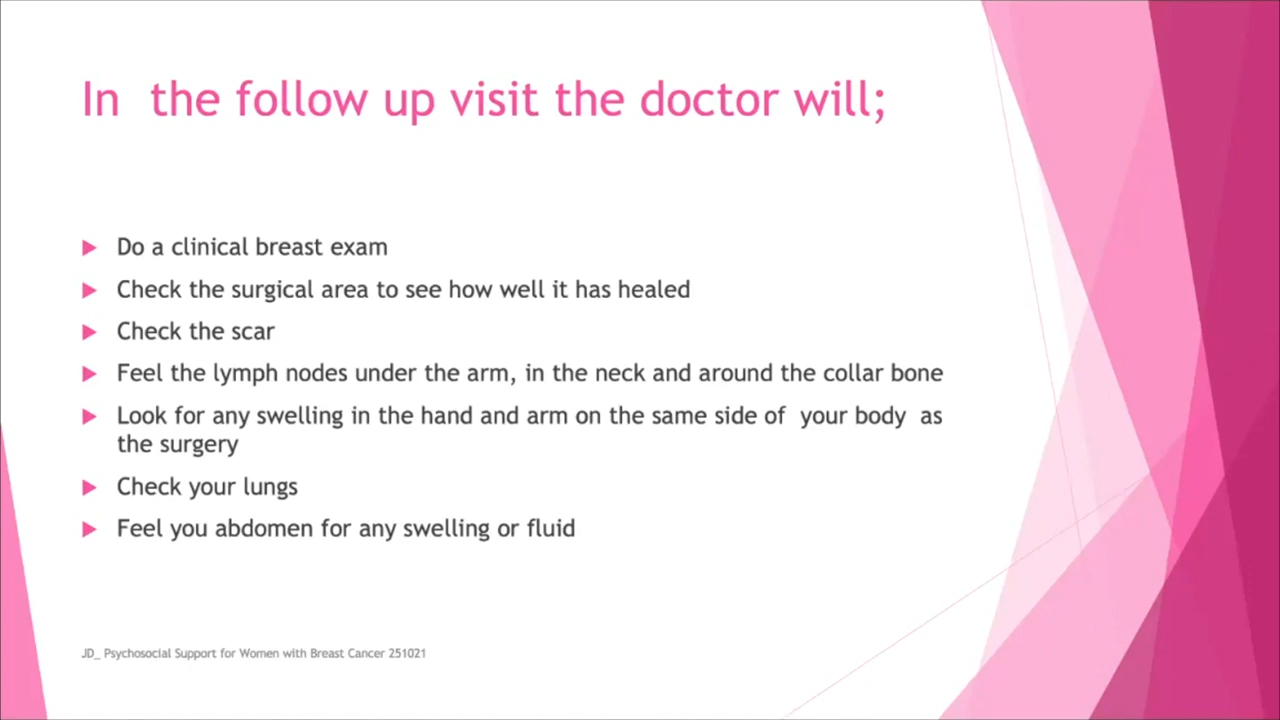 In the follow up visit the doctor will;
Do a clinical breast exam
Check the surgical area to see how well it has healed
Check the scar
Feel the lymph nodes under the arm, in the neck and around the collar bone
Look for any swelling in the hand and arm on the same side of your body as
the surgery
Check your lungs
Feel you abdomen for any swelling or fluid
JD_ Psychosocial Support for Women with Breast Cancer 251021